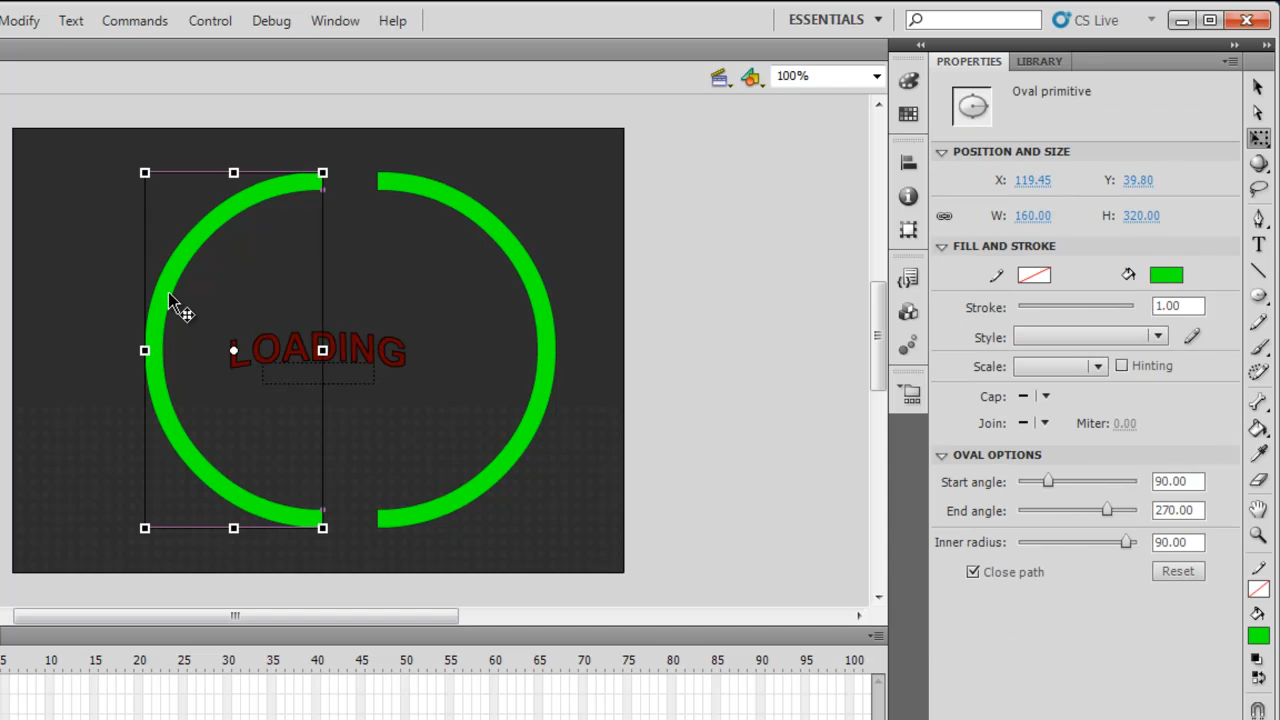 Modify Text Commands Control Debug Window Help ESSENTIALS CS Live
100%
PROPERTIES LIBRARY
Oval primitive
POSITION AND SIZE
X: 119.45 Y: 39.80
W: 160.00 H: 320.00
FILL AND STROKE
Stroke: 1.00
Style:
Scale: Hinting
Cap:
Join: Miter: 0.00
OVAL OPTIONS
Start angle: 90.00
End angle: 270.00
Inner radius: 90.00
Close path Reset
LOADING
5 10 15 20 25 30 35 40 45 50 55 60 65 70 75 80 85 90 95 100